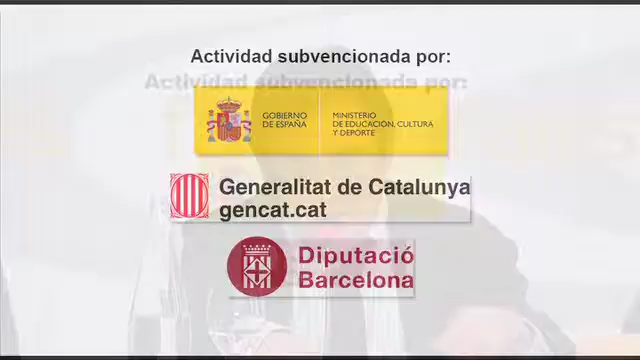 Actividad subvencionada por:
Actividad subvencionada por:
GOBIERNO
DE ESPAÑA
MINISTERIO
DE EDUCACIÓN, CULTURA
Y DEPORTE
Generalitat de Catalunya
gencat.cat
Diputació
Barcelona